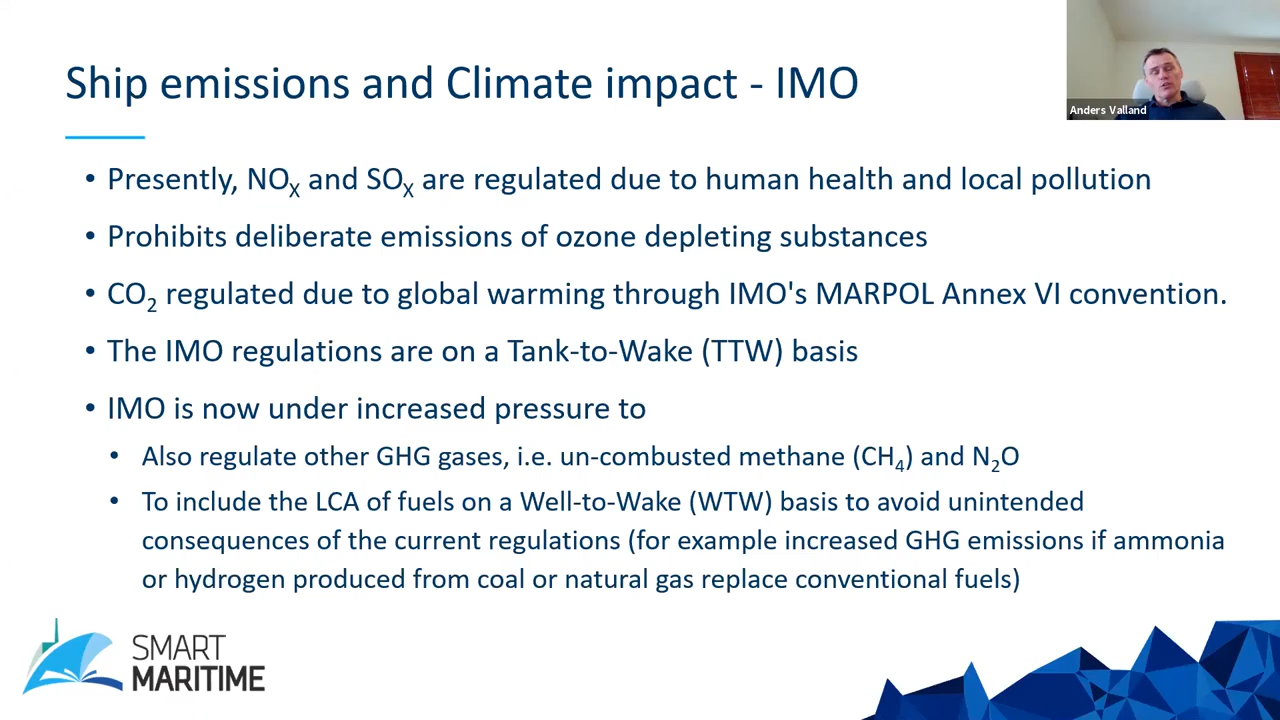 Ship emissions and Climate impact - IMO
Anders Valland
• Presently, NOX and SOX are regulated due to human health and local pollution
• Prohibits deliberate emissions of ozone depleting substances
• CO2 regulated due to global warming through IMO's MARPOL Annex VI convention.
• The IMO regulations are on a Tank-to-Wake (TTW) basis
• IMO is now under increased pressure to
• Also regulate other GHG gases, i.e. un-combusted methane (CH4) and N2O
• To include the LCA of fuels on a Well-to-Wake (WTW) basis to avoid unintended
consequences of the current regulations (for example increased GHG emissions if ammonia
or hydrogen produced from coal or natural gas replace conventional fuels)
SMART
MARITIME